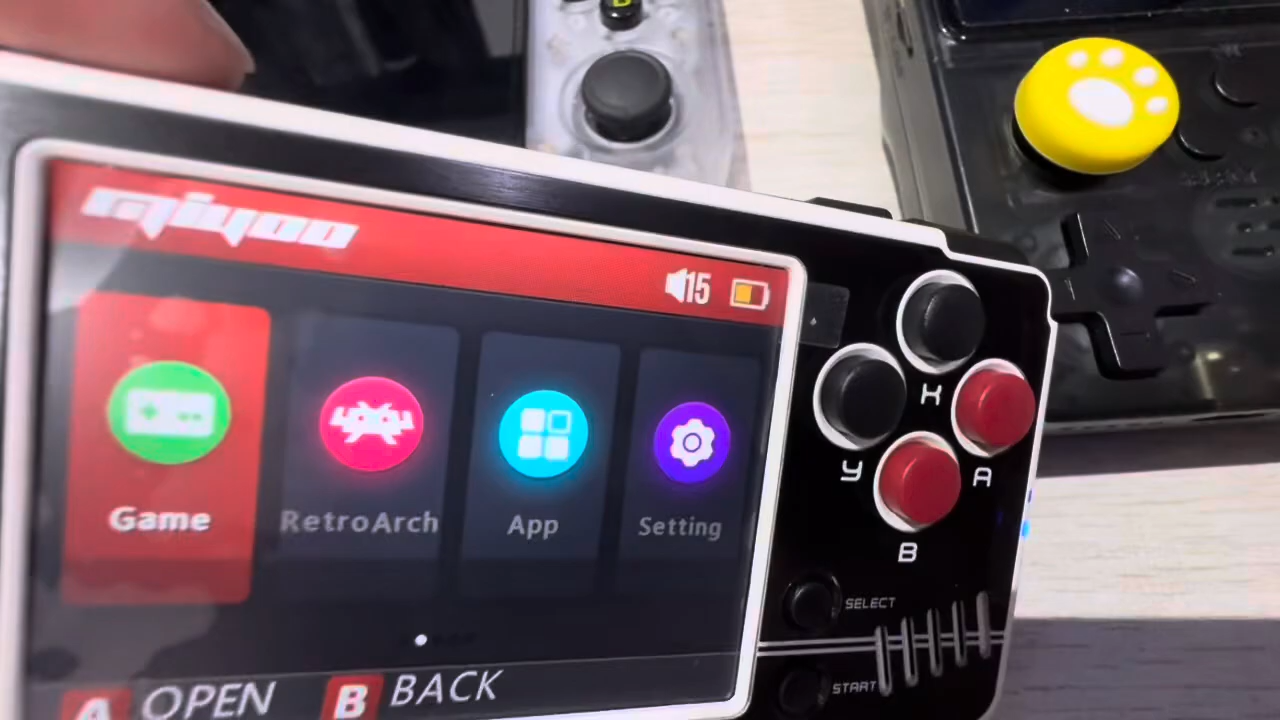 miyoo
15
Game
RetroArch
App
Setting
A OPEN
B BACK
X
Y
A
B
SELECT
START